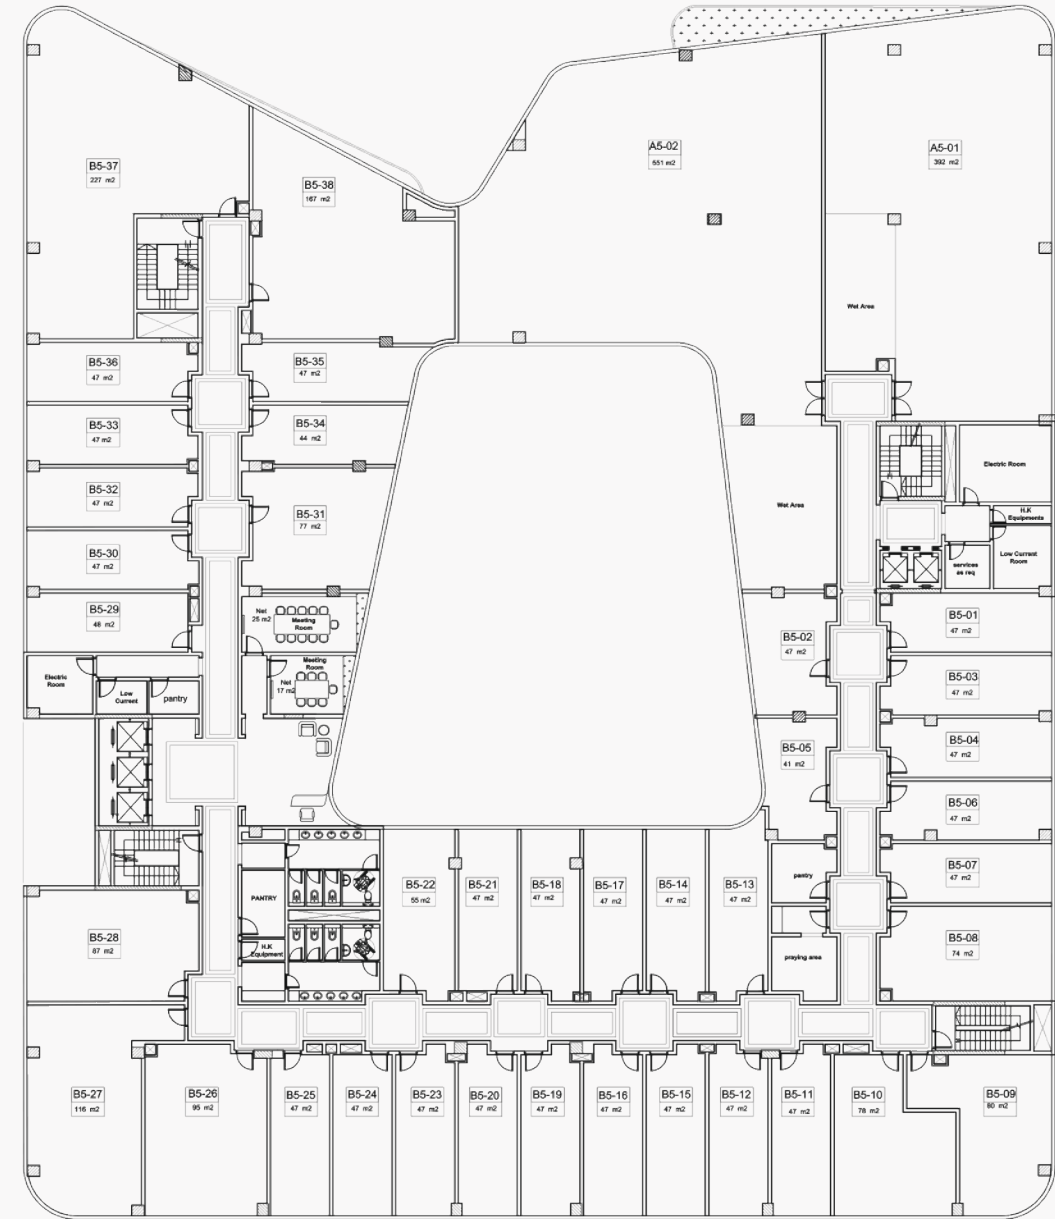 A5-02
651 m2
A5-01
392 m2
B5-37
227 m2
B5-38
167 m2
Wet Area
B5-36
47 m2
B5-35
47 m2
B5-33
47 m2
B5-34
44 m2
Electric Room
B5-32
47 m2
B5-31
77 m2
Wet Area
H.K
Equipments
B5-30
47 m2
services
as req
Low Current
Room
B5-29
48 m2
Net
25 m2
Meeting
Room
B5-01
47 m2
B5-02
47 m2
Electric
Room
Low
Current
pantry
Meeting
Room
Net
17 m2
B5-03
47 m2
B5-04
47 m2
B5-05
41 m2
B5-06
47 m2
B5-07
47 m2
pantry
PANTRY
B5-22
55 m2
B5-21
47 m2
B5-18
47 m2
B5-17
47 m2
B5-14
47 m2
B5-13
47 m2
B5-28
87 m2
H.K
Equipment
praying area
B5-08
74 m2
B5-27
116 m2
B5-26
95 m2
B5-25
47 m2
B5-24
47 m2
B5-23
47 m2
B5-20
47 m2
B5-19
47 m2
B5-16
47 m2
B5-15
47 m2
B5-12
47 m2
B5-11
47 m2
B5-10
78 m2
B5-09
80 m2